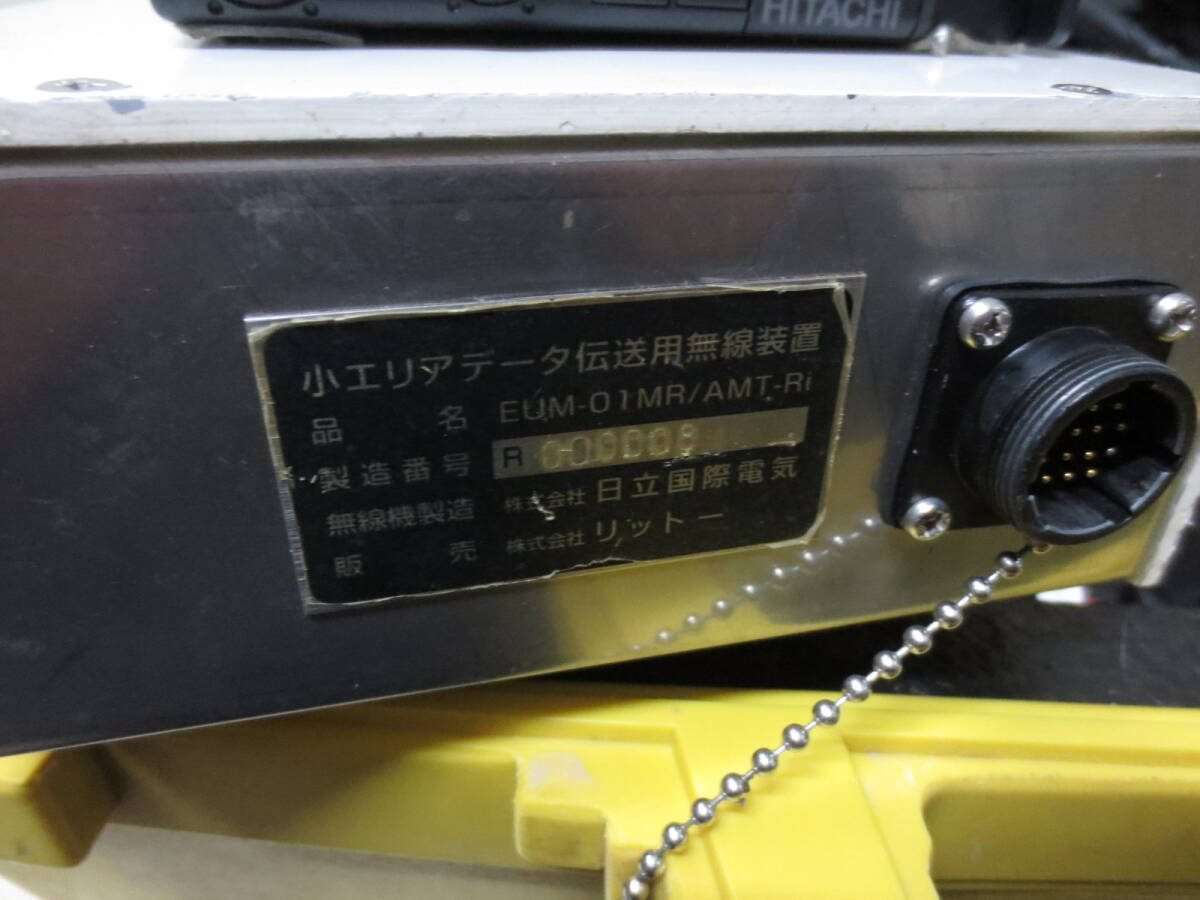 HITACHI
小エリアデータ伝送用無線装置
品名 EUM-01MR/AMT-Ri
製造番号 R
無線機製造 株式会社 日立国際電気
販売 株式会社 リットー